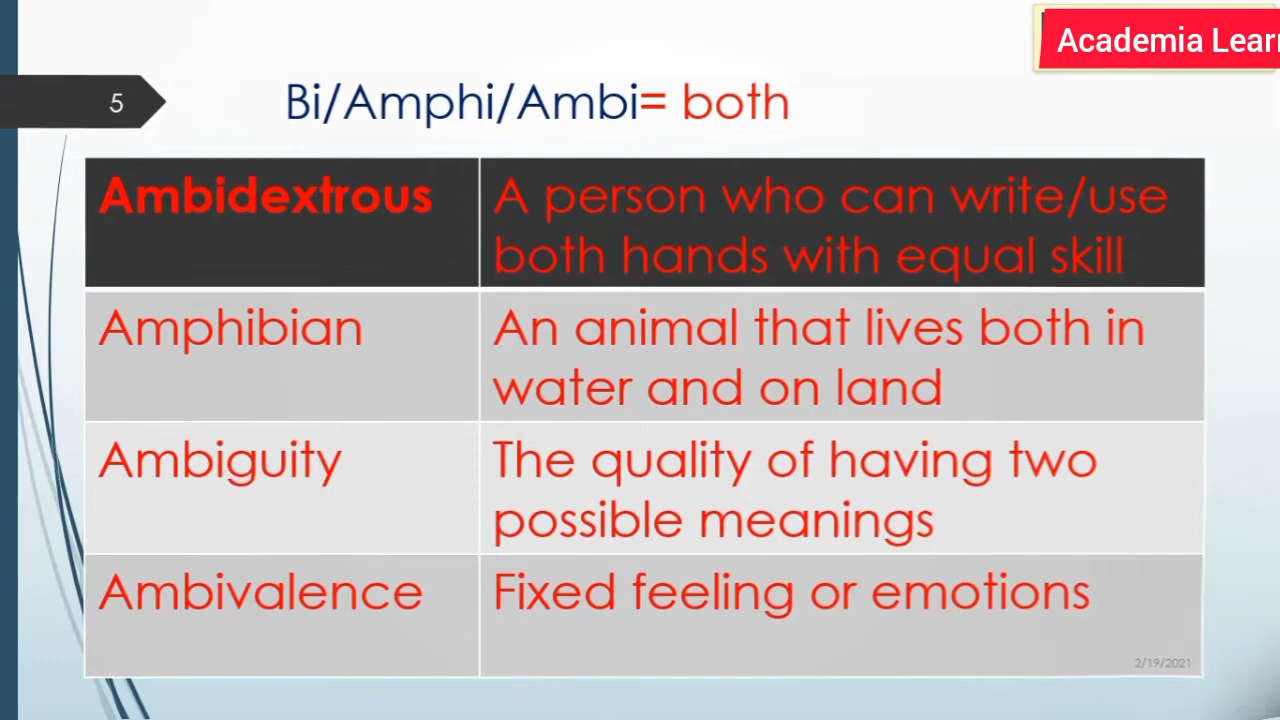 Academia Lear
5
Bi/Amphi/Ambi= both
Ambidextrous
A person who can write/use
both hands with equal skill
Amphibian
An animal that lives both in
water and on land
Ambiguity
The quality of having two
possible meanings
Ambivalence
Fixed feeling or emotions
2/19/2021